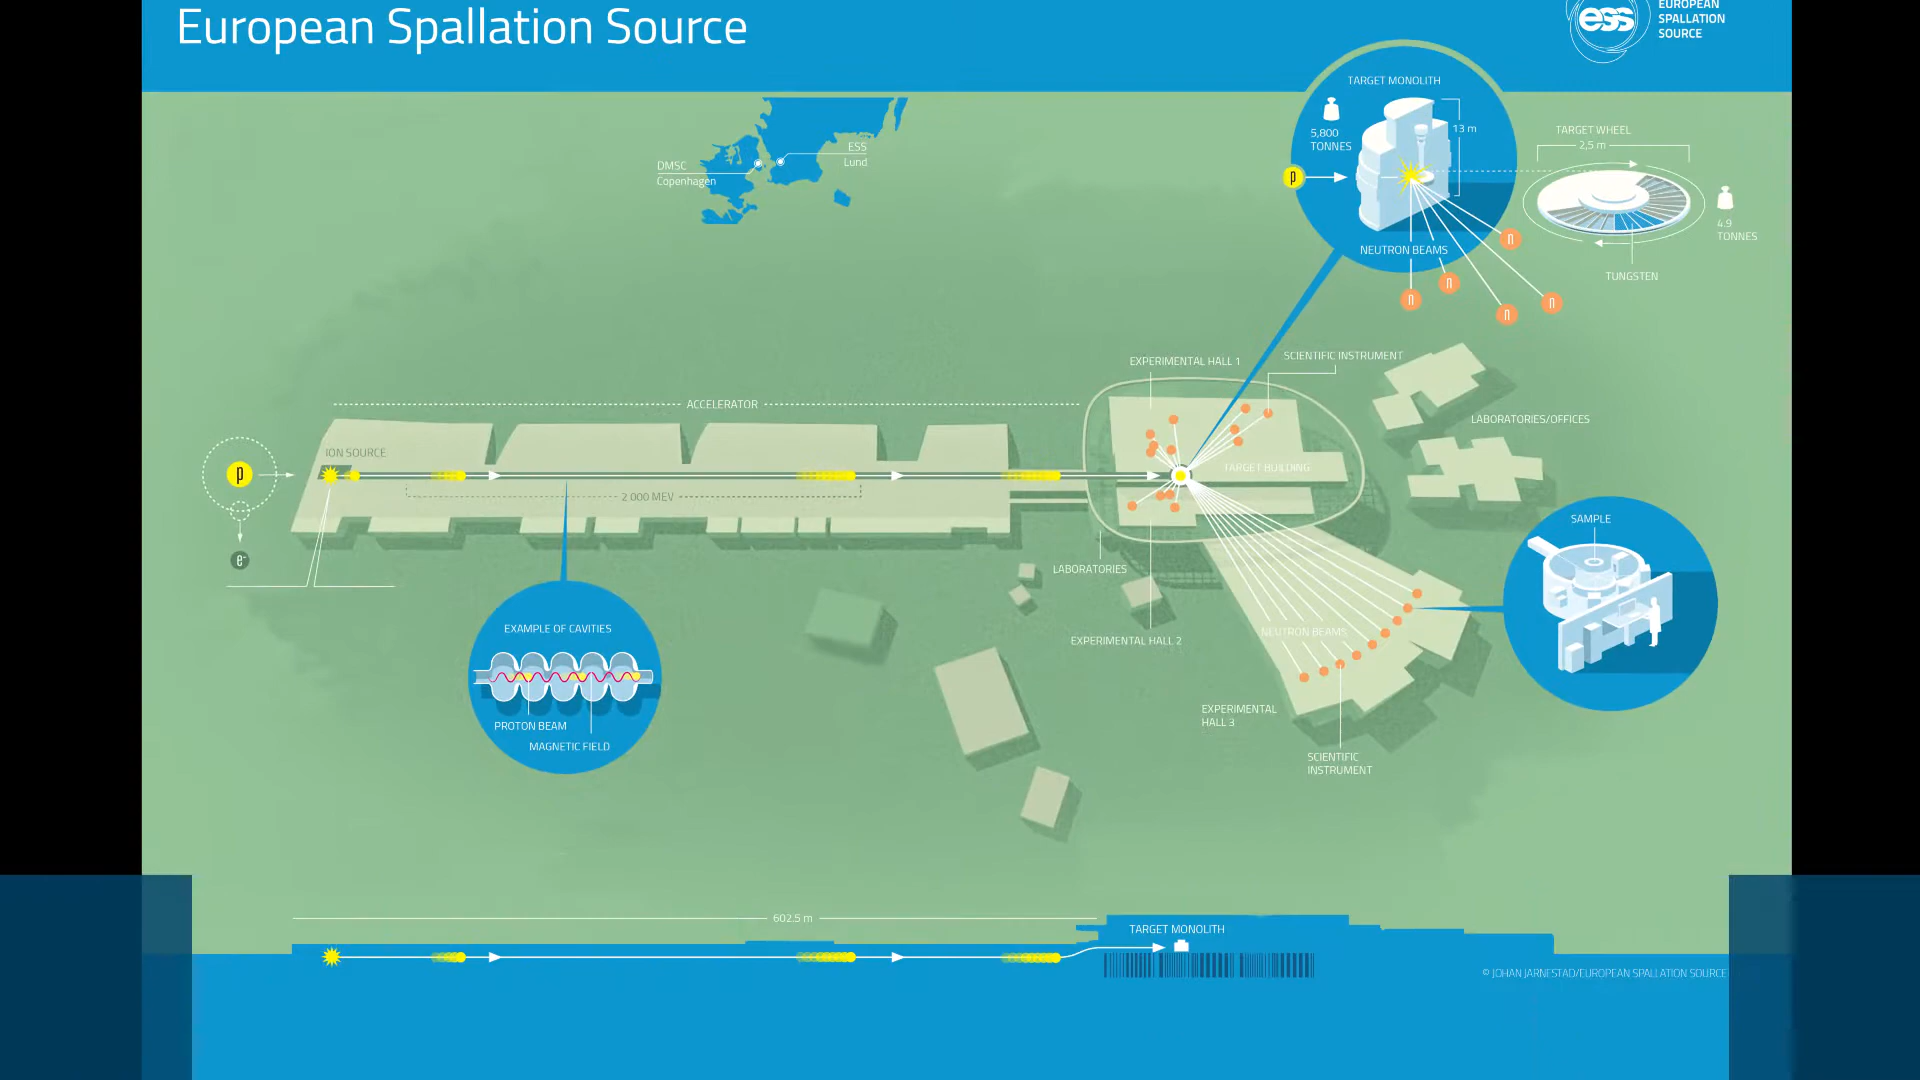 European Spallation Source
ess
EUROPEAN
SPALLATION
SOURCE
TARGET MONOLITH
5,800
TONNES
13 m
p
NEUTRON BEAMS
n
n
n
n
n
TARGET WHEEL
2,5 m
4.9
TONNES
TUNGSTEN
DMSC
Copenhagen
ESS
Lund
EXPERIMENTAL HALL 1
SCIENTIFIC INSTRUMENT
ACCELERATOR
LABORATORIES/OFFICES
ION SOURCE
p
e-
2 000 MEV
TARGET BUILDING
SAMPLE
LABORATORIES
EXPERIMENTAL HALL 2
NEUTRON BEAMS
EXAMPLE OF CAVITIES
PROTON BEAM
MAGNETIC FIELD
EXPERIMENTAL
HALL 3
SCIENTIFIC
INSTRUMENT
602.5 m
TARGET MONOLITH
© JOHAN JARNESTAD/EUROPEAN SPALLATION SOURCE